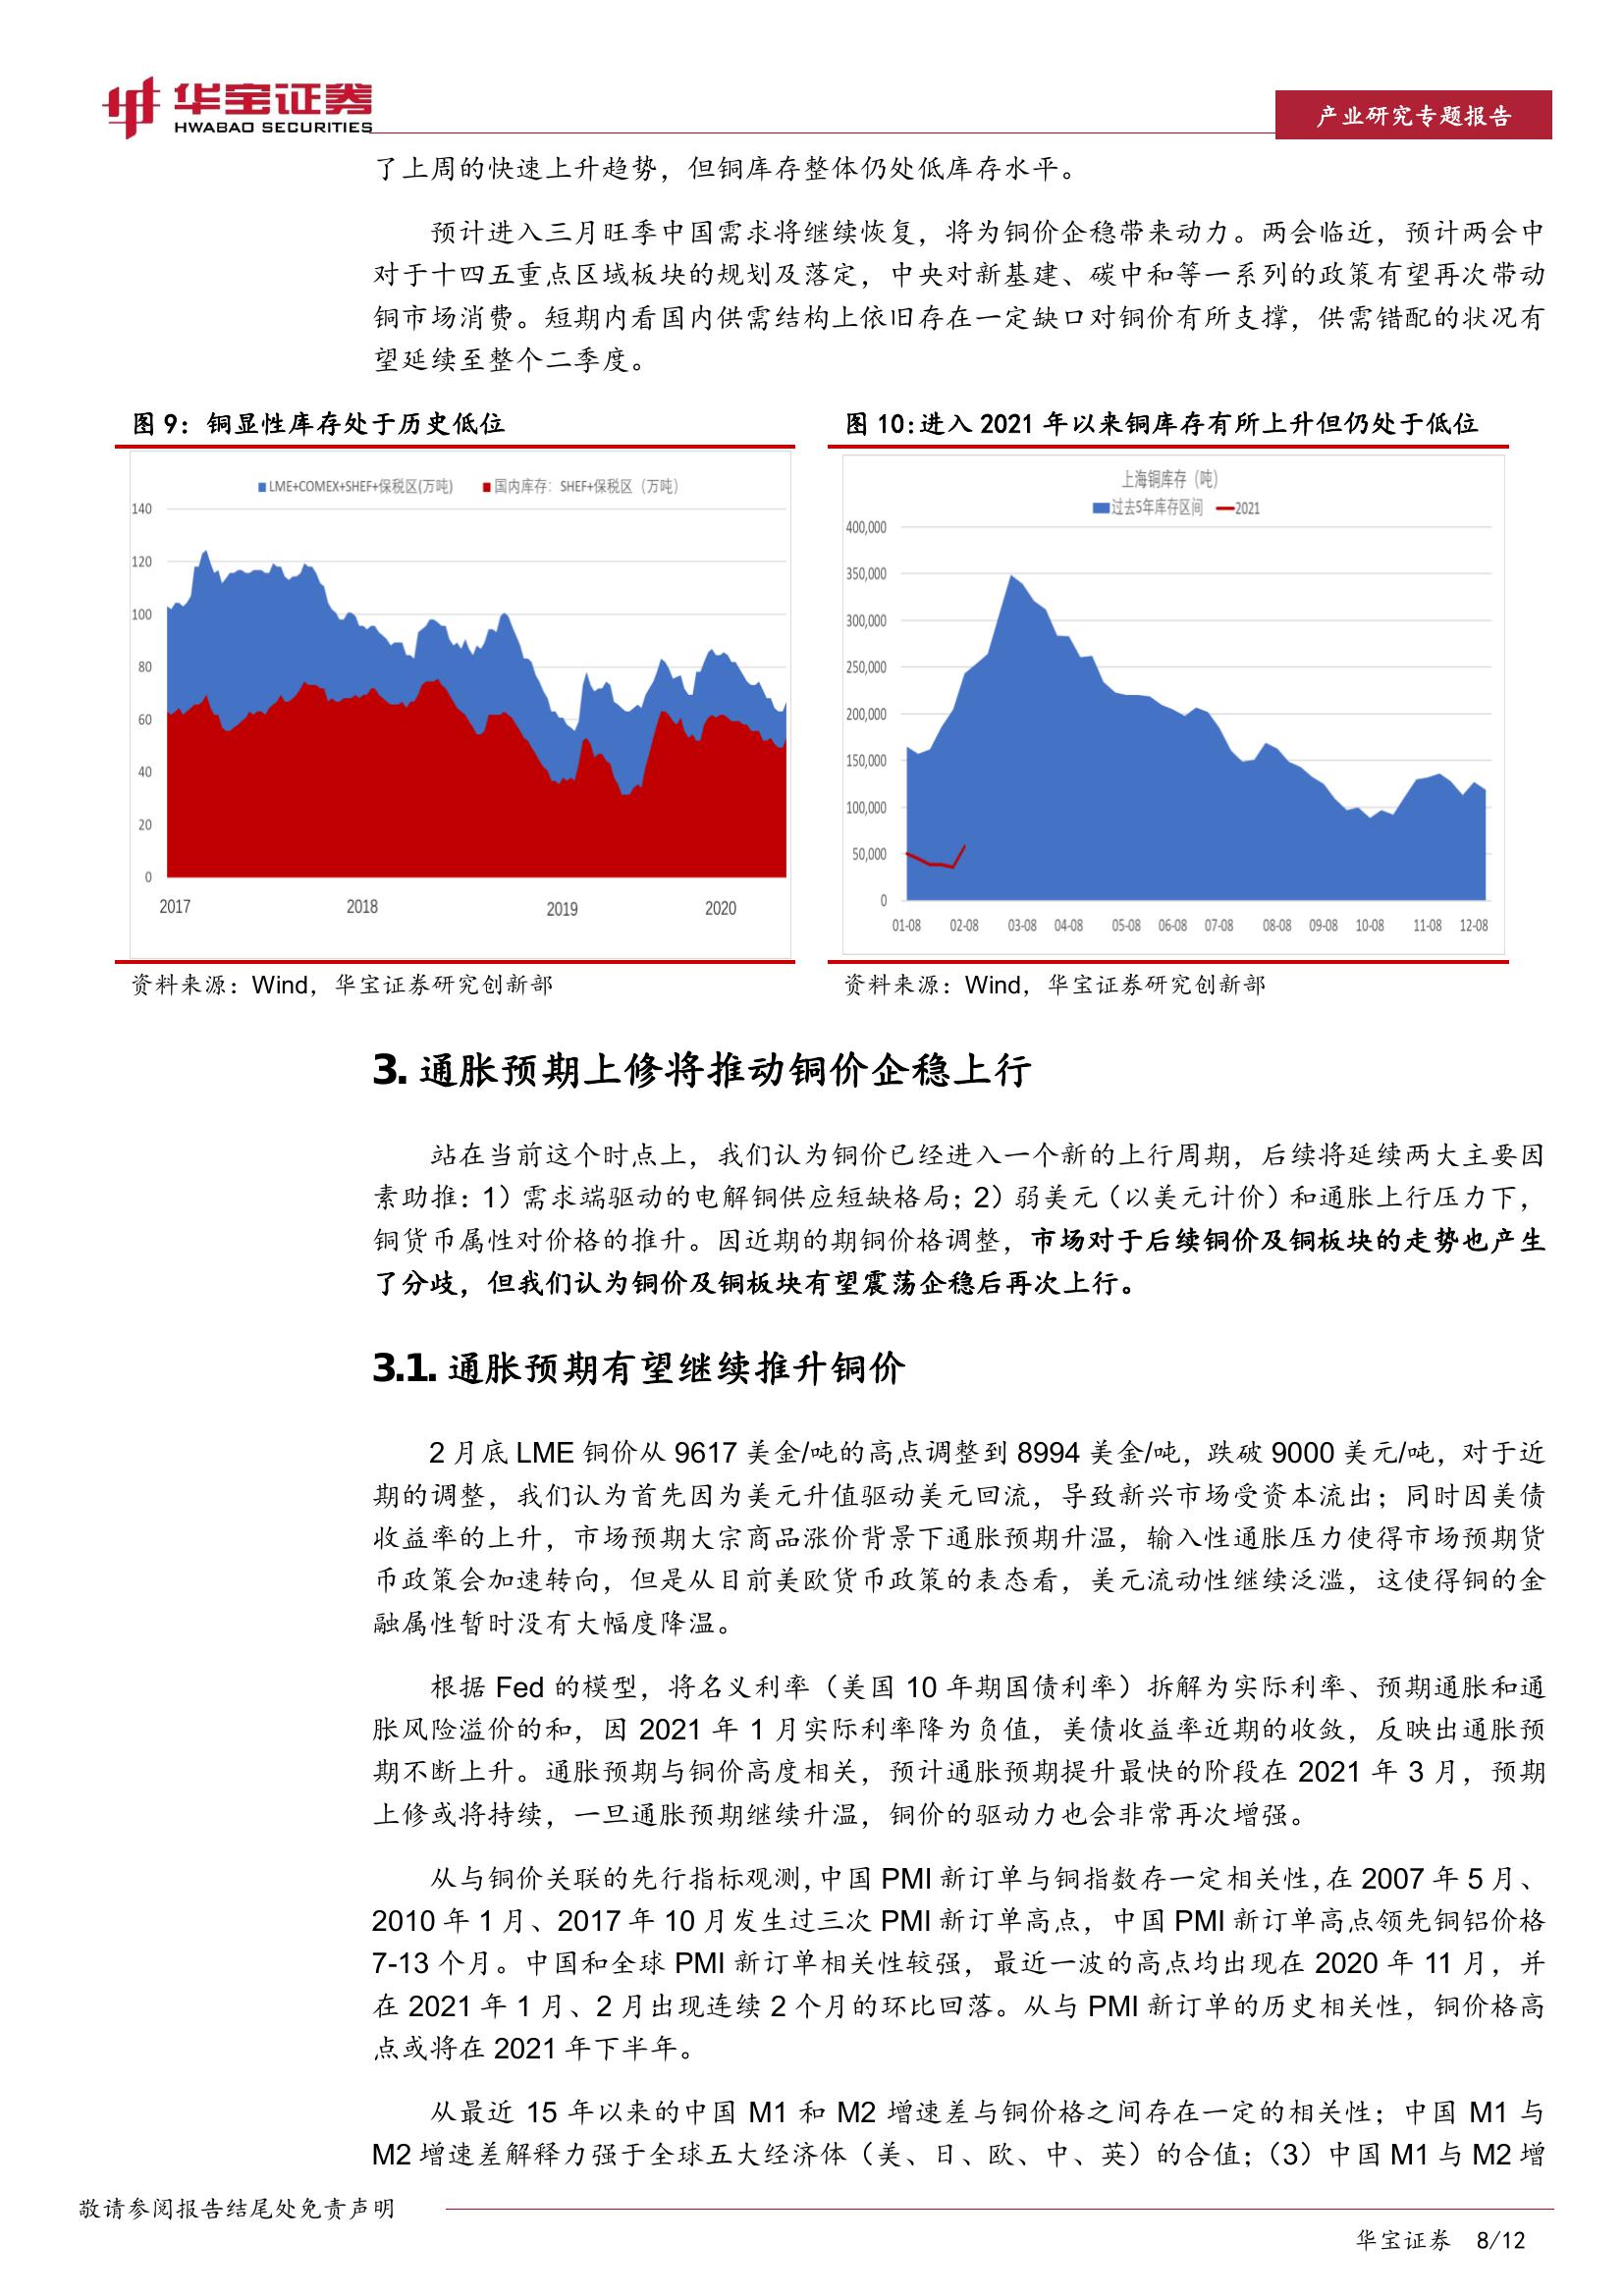 华宝证券
HWABAO SECURITIES
产业研究专题报告
了上周的快速上升趋势，但铜库存整体仍处低库存水平。
预计进入三月旺季中国需求将继续恢复，将为铜价企稳带来动力。两会临近，预计两会中
对于十四五重点区域板块的规划及落定，中央对新基建、碳中和等一系列的政策有望再次带动
铜市场消费。短期内看国内供需结构上依旧存在一定缺口对铜价有所支撑，供需错配的状况有
望延续至整个二季度。
图 9：铜显性库存处于历史低位
LME+COMEX+SHEF+保税区(万吨) 国内库存：SHEF+保税区（万吨）
140
120
100
80
60
40
20
0
2017 2018 2019 2020
资料来源：Wind，华宝证券研究创新部
图 10：进入 2021 年以来铜库存有所上升但仍处于低位
上海铜库存（吨）
过去5年库存区间 2021
400,000
350,000
300,000
250,000
200,000
150,000
100,000
50,000
0
01-08 02-08 03-08 04-08 05-08 06-08 07-08 08-08 09-08 10-08 11-08 12-08
资料来源：Wind，华宝证券研究创新部
3. 通胀预期上修将推动铜价企稳上行
站在当前这个时点上，我们认为铜价已经进入一个新的上行周期，后续将延续两大主要因
素助推：1）需求端驱动的电解铜供应短缺格局；2）弱美元（以美元计价）和通胀上行压力下，
铜货币属性对价格的推升。因近期的期铜价格调整，市场对于后续铜价及铜板块的走势也产生
了分歧，但我们认为铜价及铜板块有望震荡企稳后再次上行。
3.1. 通胀预期有望继续推升铜价
2 月底 LME 铜价从 9617 美金/吨的高点调整到 8994 美金/吨，跌破 9000 美元/吨，对于近
期的调整，我们认为首先因为美元升值驱动美元回流，导致新兴市场受资本流出；同时因美债
收益率的上升，市场预期大宗商品涨价背景下通胀预期升温，输入性通胀压力使得市场预期货
币政策会加速转向，但是从目前美欧货币政策的表态看，美元流动性继续泛滥，这使得铜的金
融属性暂时没有大幅度降温。
根据 Fed 的模型，将名义利率（美国 10 年期国债利率）拆解为实际利率、预期通胀和通
胀风险溢价的和，因 2021 年 1 月实际利率降为负值，美债收益率近期的收敛，反映出通胀预
期不断上升。通胀预期与铜价高度相关，预计通胀预期提升最快的阶段在 2021 年 3 月，预期
上修或将持续，一旦通胀预期继续升温，铜价的驱动力也会非常再次增强。
从与铜价关联的先行指标观测，中国 PMI 新订单与铜指数存一定相关性，在 2007 年 5 月、
2010 年 1 月、2017 年 10 月发生过三次 PMI 新订单高点，中国 PMI 新订单高点领先铜铝价格
7-13 个月。中国和全球 PMI 新订单相关性较强，最近一波的高点均出现在 2020 年 11 月，并
在 2021 年 1 月、2 月出现连续 2 个月的环比回落。从与 PMI 新订单的历史相关性，铜价格高
点或将在 2021 年下半年。
从最近 15 年以来的中国 M1 和 M2 增速差与铜价格之间存在一定的相关性；中国 M1 与
M2 增速差解释力强于全球五大经济体（美、日、欧、中、英）的合值；（3）中国 M1 与 M2 增
敬请参阅报告结尾处免责声明
华宝证券 8/12